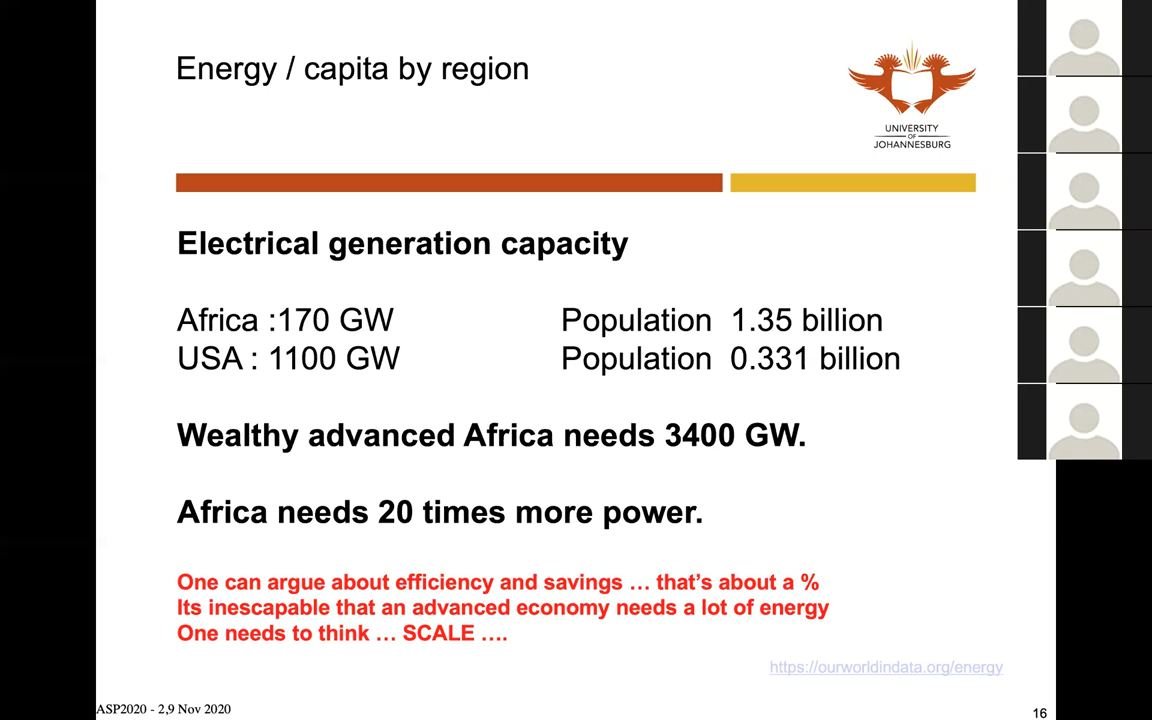 Energy / capita by region
UNIVERSITY
OF
JOHANNESBURG
Electrical generation capacity
Africa :170 GW Population 1.35 billion
USA : 1100 GW Population 0.331 billion
Wealthy advanced Africa needs 3400 GW.
Africa needs 20 times more power.
One can argue about efficiency and savings … that's about a %
Its inescapable that an advanced economy needs a lot of energy
One needs to think … SCALE ….
https://ourworldindata.org/energy
ASP2020 - 2,9 Nov 2020
16